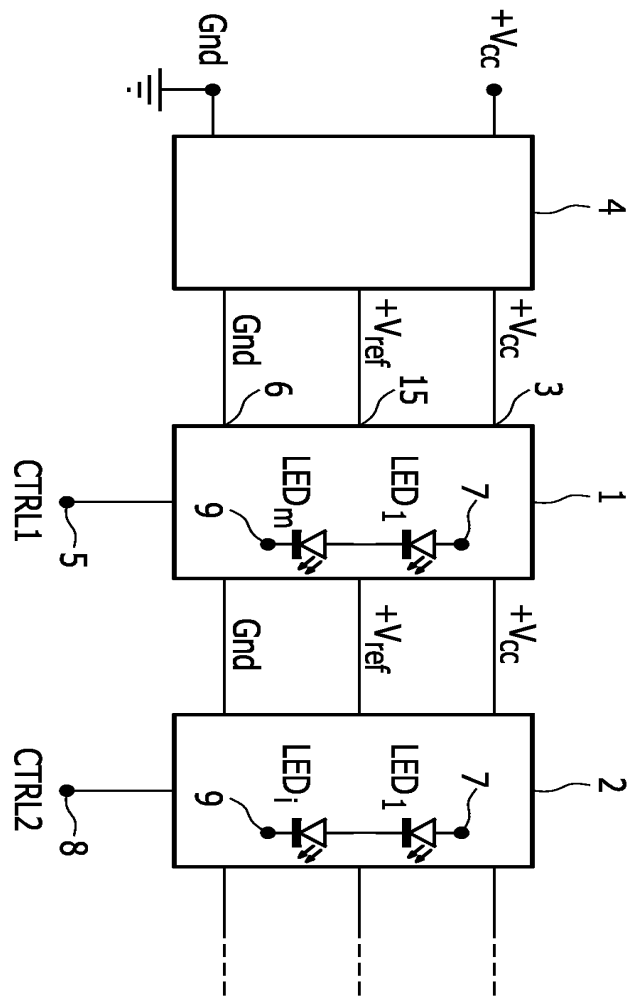 +Vcc
Gnd
4
+Vcc
+Vref
Gnd
3
15
6
1
7
LED1
LEDm
9
CTRL1
5
+Vcc
+Vref
Gnd
2
7
LED1
LEDi
9
CTRL2
8